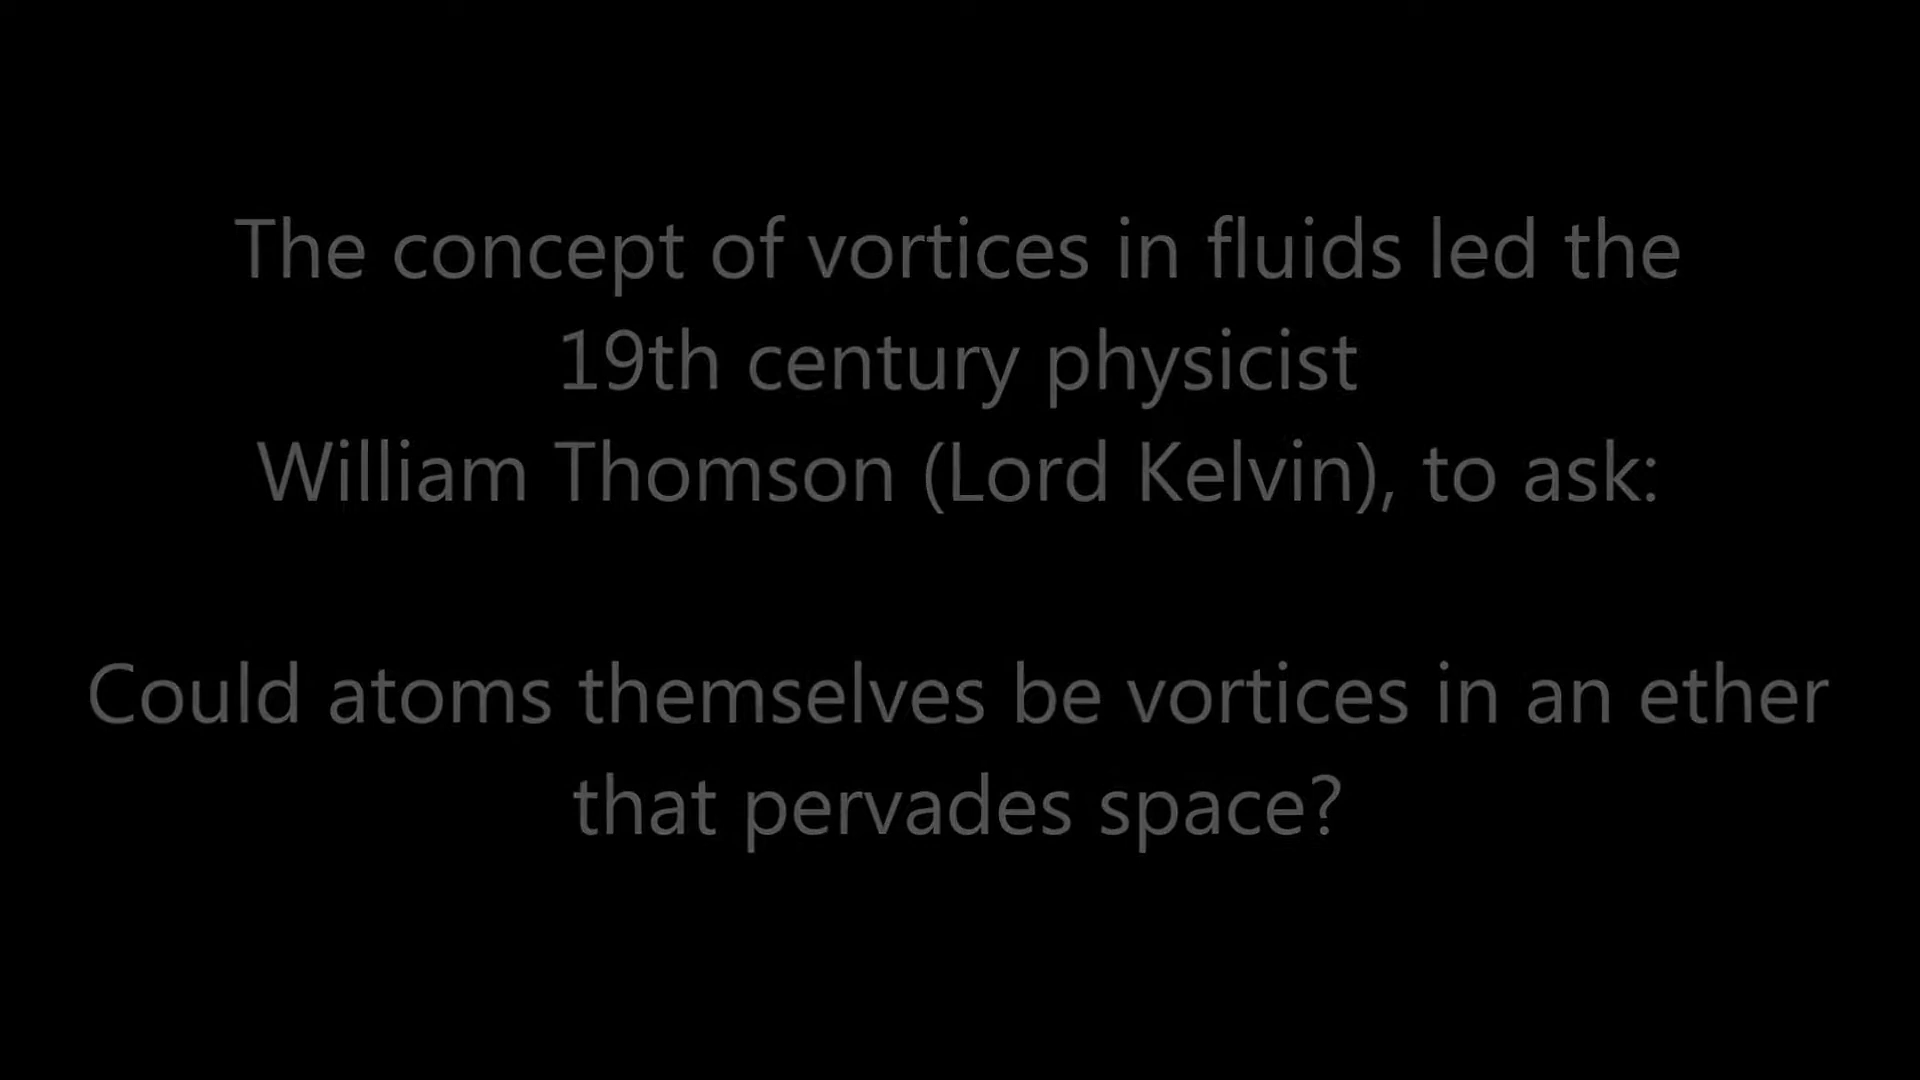 The concept of vortices in fluids led the
19th century physicist
William Thomson (Lord Kelvin), to ask:
Could atoms themselves be vortices in an ether
that pervades space?